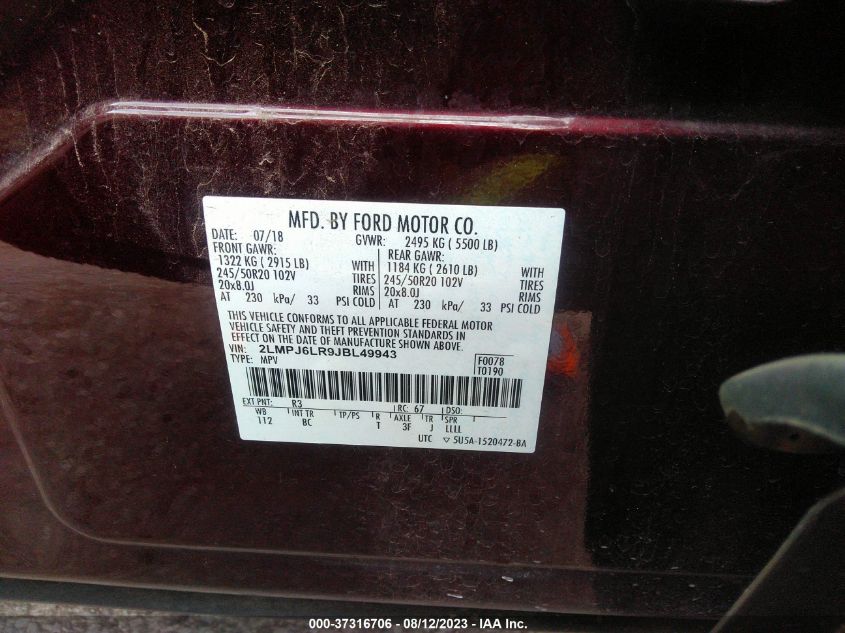 MFD. BY FORD MOTOR CO.
DATE: 07/18 GVWR: 2495 KG ( 5500 LB)
FRONT GAWR: REAR GAWR:
1322 KG ( 2915 LB) WITH 1184 KG ( 2610 LB) WITH
245/50R20 102V TIRES 245/50R20 102V TIRES
20x8.0J RIMS 20x8.0J RIMS
AT 230 kPa/ 33 PSI COLD AT 230 kPa/ 33 PSI COLD
THIS VEHICLE CONFORMS TO ALL APPLICABLE FEDERAL MOTOR
VEHICLE SAFETY AND THEFT PREVENTION STANDARDS IN
EFFECT ON THE DATE OF MANUFACTURE SHOWN ABOVE.
VIN: 2LMPJ6LR9JBL49943 F0078
TYPE: MPV T0190
EXT PNT: R3 RC: 67 DSO:
WB INT TR TP/PS R AXLE TR SPR
112 BC T 3F J LLLL
UTC ▽ 5U5A-1520472-BA
000-37316706 - 08/12/2023 - IAA Inc.